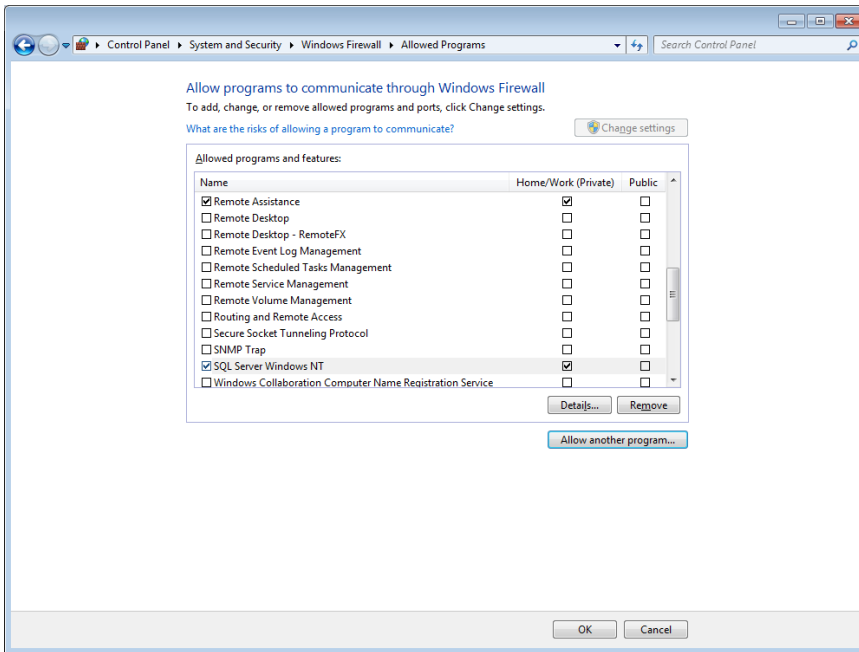 Control Panel ▸ System and Security ▸ Windows Firewall ▸ Allowed Programs
Search Control Panel
Allow programs to communicate through Windows Firewall
To add, change, or remove allowed programs and ports, click Change settings.
What are the risks of allowing a program to communicate?
Change settings
Allowed programs and features:
Name Home/Work (Private) Public
Remote Assistance
Remote Desktop
Remote Desktop - RemoteFX
Remote Event Log Management
Remote Scheduled Tasks Management
Remote Service Management
Remote Volume Management
Routing and Remote Access
Secure Socket Tunneling Protocol
SNMP Trap
SQL Server Windows NT
Windows Collaboration Computer Name Registration Service
Details... Remove
Allow another program...
OK Cancel